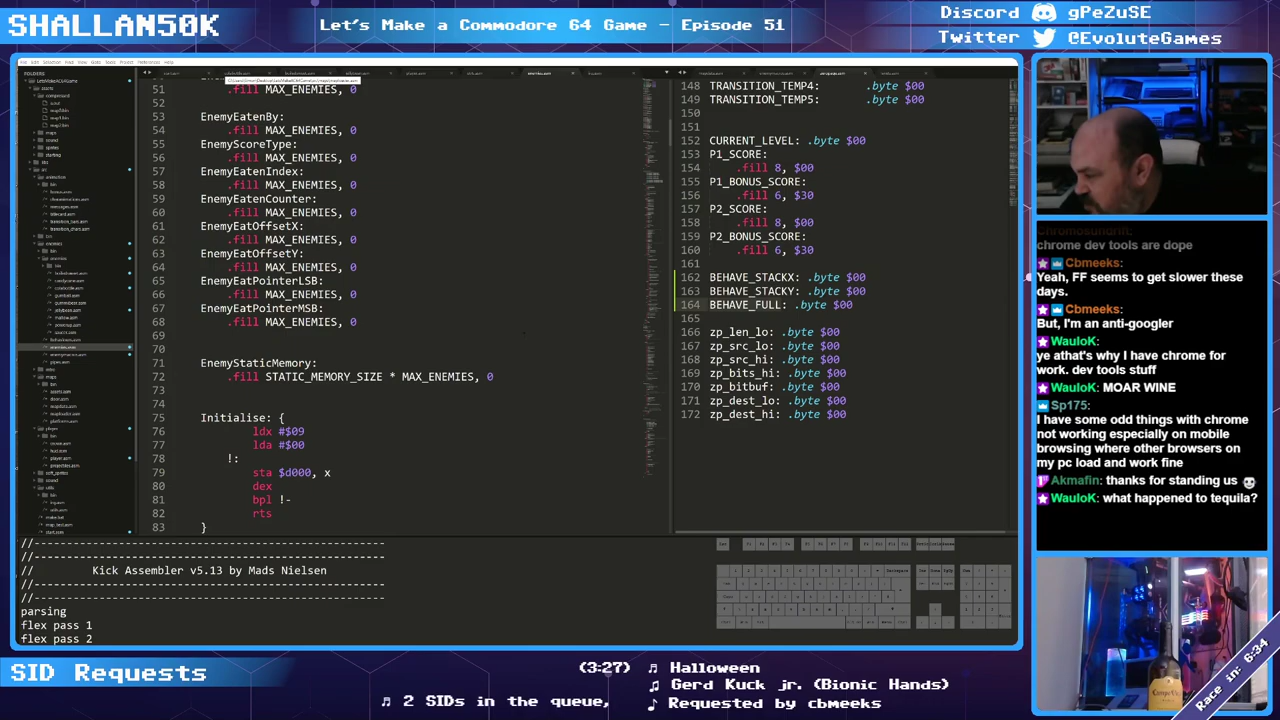 SHALLAN50K
Let's Make a Commodore 64 Game - Episode 51
Discord gPeZuSE
Twitter @EvoluteGames
FOLDERS
51 .fill MAX_ENEMIES, 0
52
53 EnemyEatenBy:
54 .fill MAX_ENEMIES, 0
55 EnemyScoreType:
56 .fill MAX_ENEMIES, 0
57 EnemyEatenIndex:
58 .fill MAX_ENEMIES, 0
59 EnemyEatenCounter:
60 .fill MAX_ENEMIES, 0
61 EnemyEatOffsetX:
62 .fill MAX_ENEMIES, 0
63 EnemyEatOffsetY:
64 .fill MAX_ENEMIES, 0
65 EnemyEatPointerLSB:
66 .fill MAX_ENEMIES, 0
67 EnemyEatPointerMSB:
68 .fill MAX_ENEMIES, 0
69
70
71 EnemyStaticMemory:
72 .fill STATIC_MEMORY_SIZE * MAX_ENEMIES, 0
73
74
75 Initialise: {
76 ldx #$09
77 lda #$00
78 !:
79 sta $d000, x
80 dex
81 bpl !-
82 rts
83 }
148 TRANSITION_TEMP4: .byte $00
149 TRANSITION_TEMP5: .byte $00
150
151
152 CURRENT_LEVEL: .byte $00
153 P1_SCORE:
154 .fill 8, $00
155 P1_BONUS_SCORE:
156 .fill 6, $30
157 P2_SCORE:
158 .fill 8, $00
159 P2_BONUS_SCORE:
160 .fill 6, $30
161
162 BEHAVE_STACKX: .byte $00
163 BEHAVE_STACKY: .byte $00
164 BEHAVE_FULL: .byte $00
165
166 zp_len_lo: .byte $00
167 zp_src_lo: .byte $00
168 zp_src_hi: .byte $00
169 zp_bits_hi: .byte $00
170 zp_bitbuf: .byte $00
171 zp_dest_lo: .byte $00
172 zp_dest_hi: .byte $00
//------------------------------------------------------
//------------------------------------------------------
// Kick Assembler v5.13 by Mads Nielsen
//------------------------------------------------------
parsing
flex pass 1
flex pass 2
Chromosundrift:
chrome dev tools are dope
Cbmeeks:
Yeah, FF seems to get slower these
days.
Cbmeeks:
But, I'm an anti-googler
WauloK:
ye athat's why I have chrome for
work. dev tools stuff
WauloK: MOAR WINE
Sp175:
I have some odd things with chrome
not working especially on mobile
browsing where other browsers on
my pc load and work fine
Akmafin: thanks for standing us
WauloK: what happened to tequila?
Race in: 6:34
SID Requests
(3:27) ♫ Halloween
♫ Gerd Kuck jr. (Bionic Hands)
♪ Requested by cbmeeks
♫ 2 SIDs in the queue,